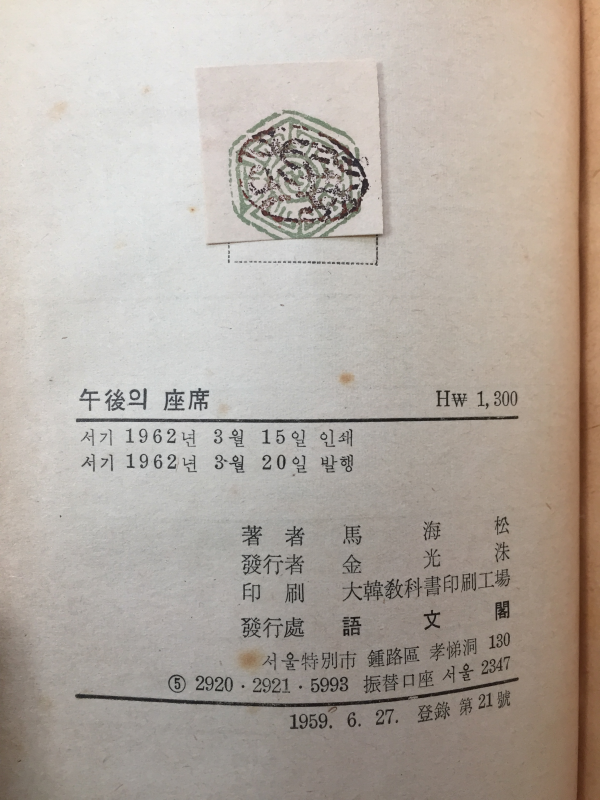 午後의 座席 H₩ 1,300
서기 1962년 3월 15일 인쇄
서기 1962년 3월 20일 발행
著者 馬海松
發行者 金光洙
印刷 大韓敎科書印刷工場
發行處 語文閣
서울特別市 鍾路區 孝悌洞 130
⑤ 2920·2921·5993 振替口座 서울 2347
1959. 6. 27. 登錄 第21號